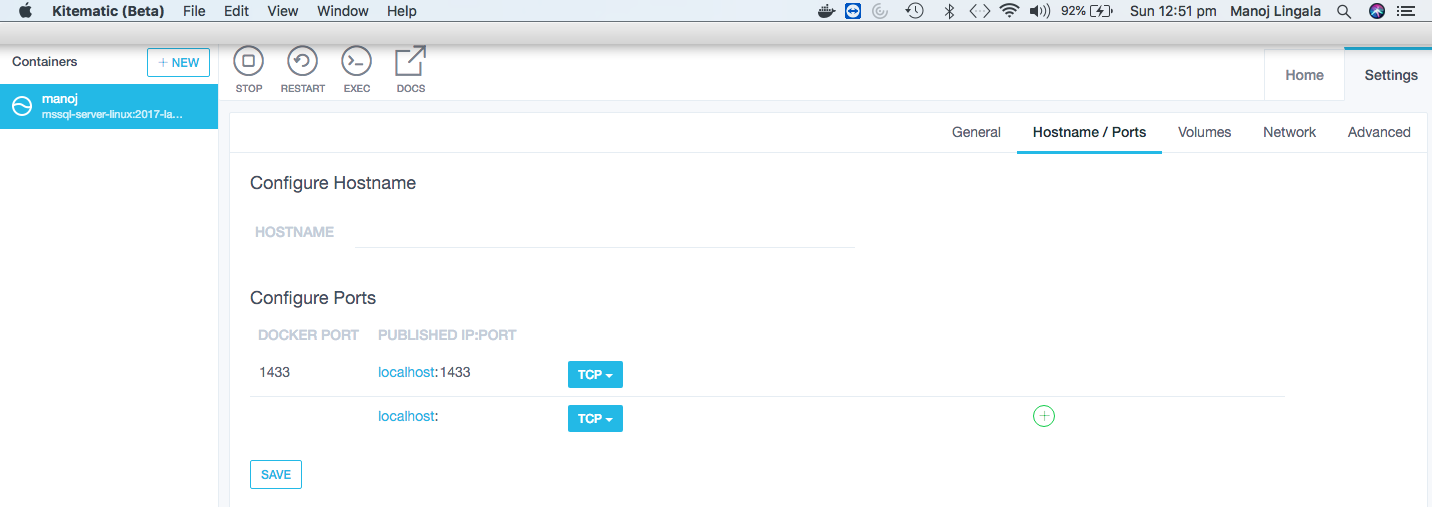 Kitematic (Beta) File Edit View Window Help 92% Sun 12:51 pm Manoj Lingala
Containers + NEW
manoj
mssql-server-linux:2017-la...
STOP RESTART EXEC DOCS
Home Settings
General Hostname / Ports Volumes Network Advanced
Configure Hostname
HOSTNAME
Configure Ports
DOCKER PORT PUBLISHED IP:PORT
1433 localhost:1433 TCP
localhost: TCP
SAVE